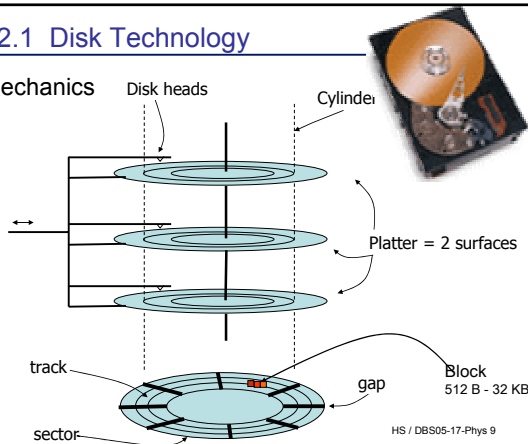 2.1 Disk Technology
echanics
Disk heads
Cylinder
Platter = 2 surfaces
track
gap
Block
512 B - 32 KB
sector
HS / DBS05-17-Phys 9